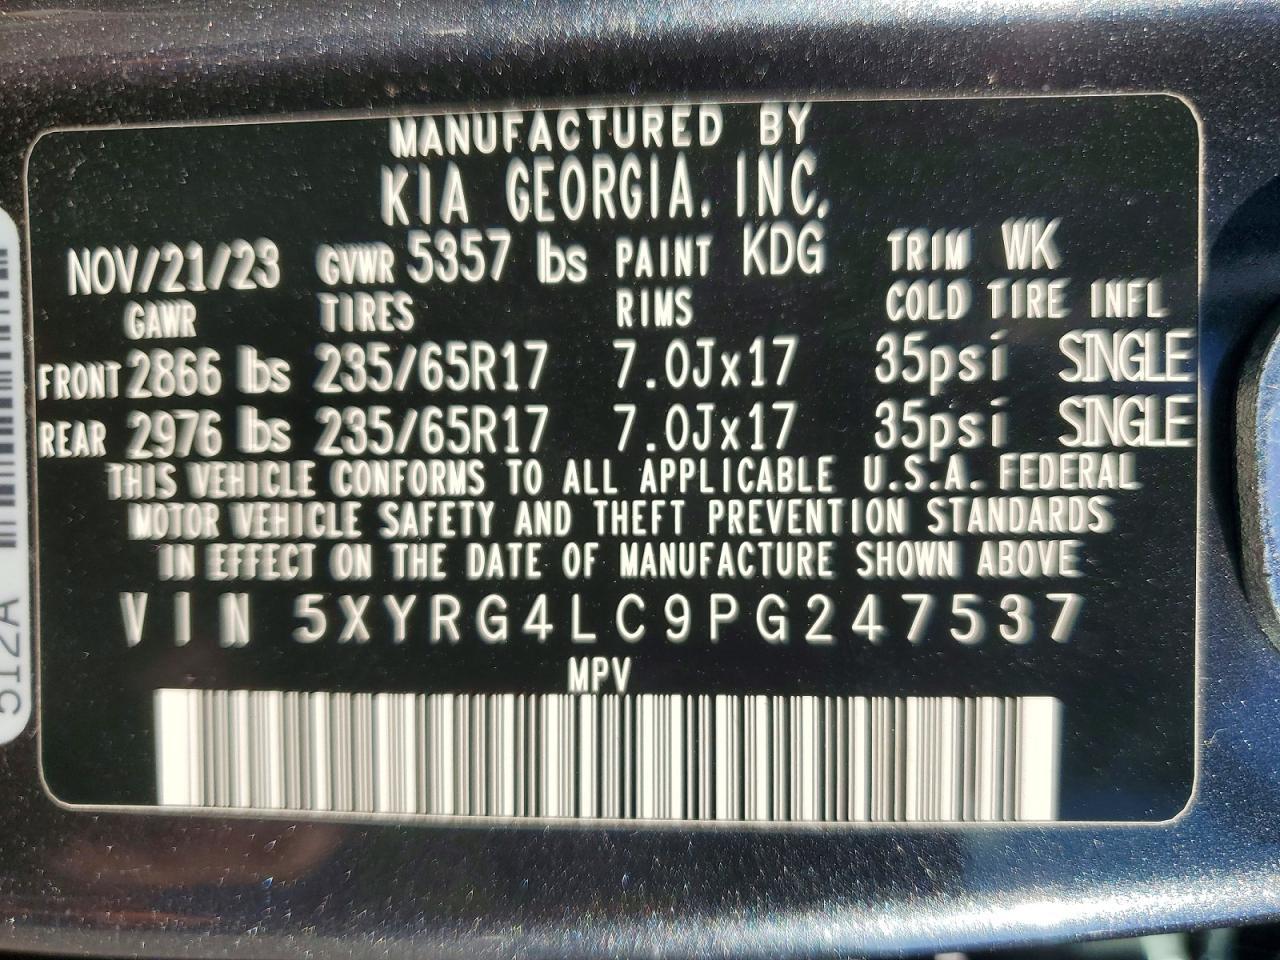 MANUFACTURED BY
KIA GEORGIA, INC.
NOV/21/23 GVWR 5357 lbs PAINT KDG TRIM WK
GAWR TIRES RIMS COLD TIRE INFL
FRONT 2866 lbs 235/65R17 7.0Jx17 35psi SINGLE
REAR 2976 lbs 235/65R17 7.0Jx17 35psi SINGLE
THIS VEHICLE CONFORMS TO ALL APPLICABLE U.S.A. FEDERAL
MOTOR VEHICLE SAFETY AND THEFT PREVENTION STANDARDS
IN EFFECT ON THE DATE OF MANUFACTURE SHOWN ABOVE
VIN 5XYRG4LC9PG247537
MPV
512A